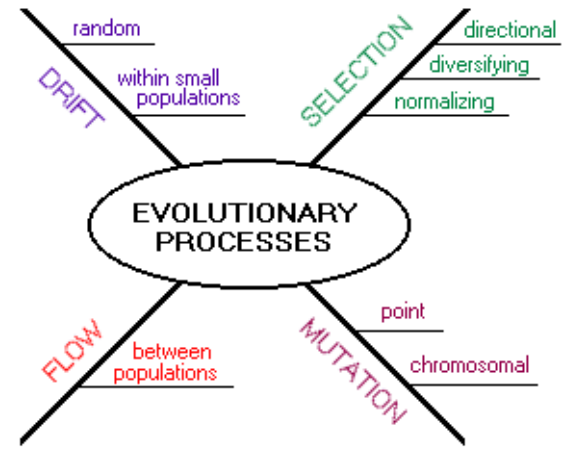 random
within small
populations
DRIFT
directional
diversifying
normalizing
SELECTION
EVOLUTIONARY
PROCESSES
FLOW
between
populations
point
chromosomal
MUTATION